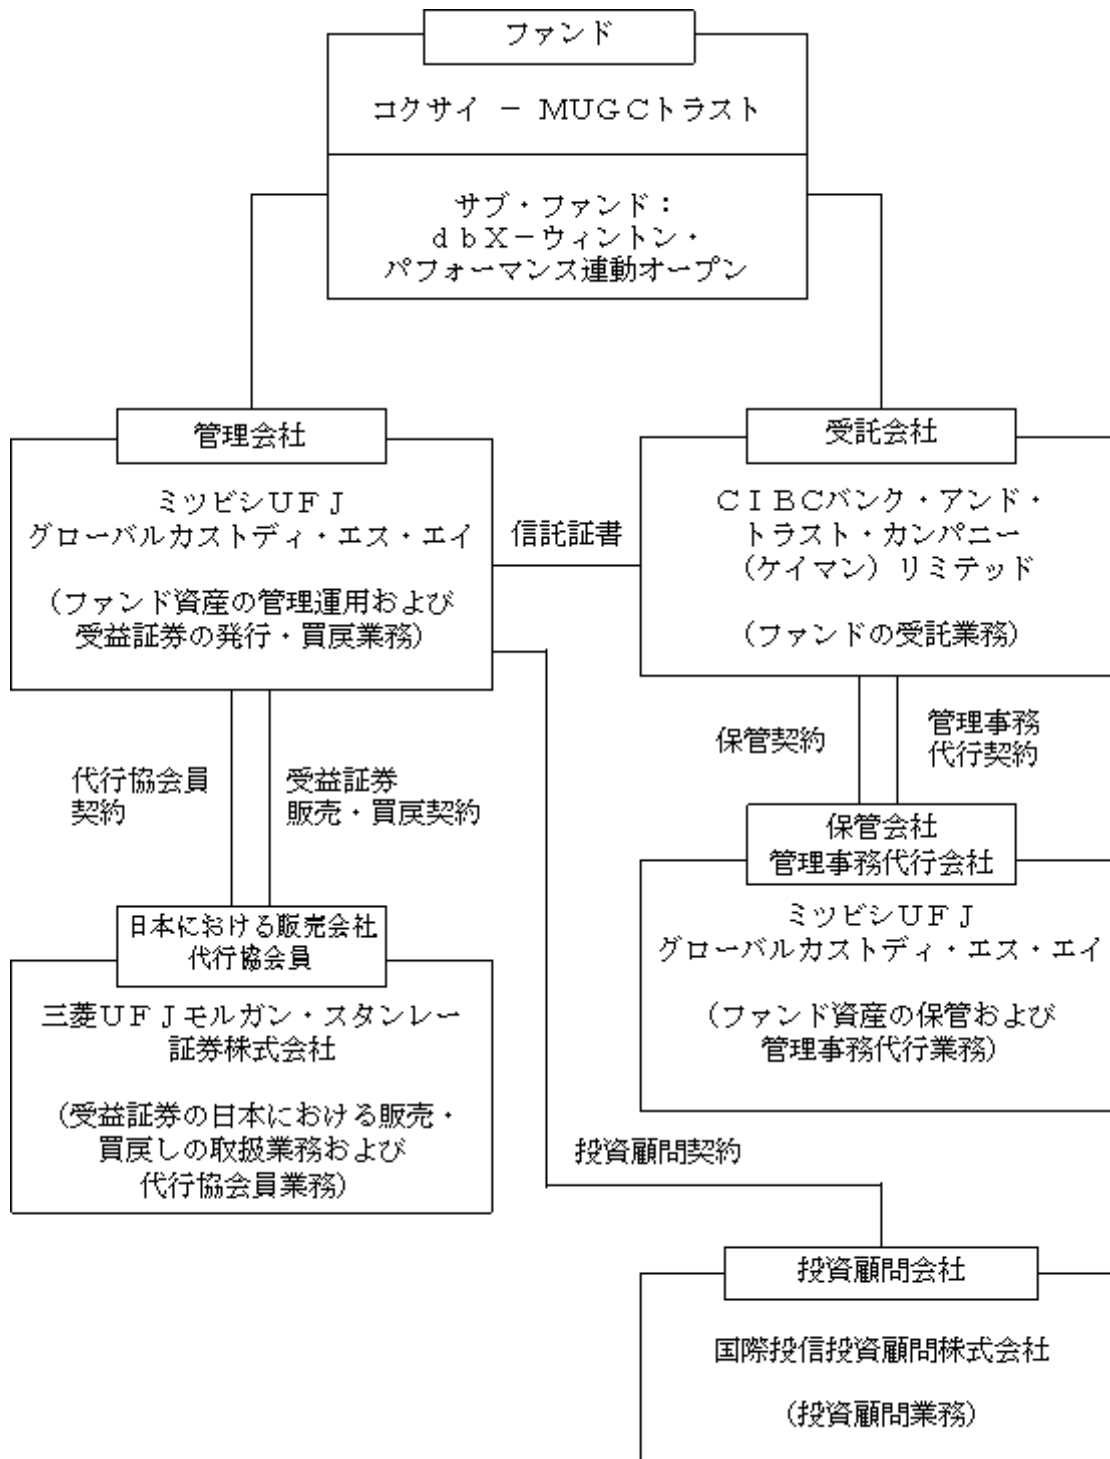 ファンド
コクサイ － ＭＵＧＣトラスト
サブ・ファンド：
ｄｂＸ－ウィントン・
パフォーマンス連動オープン
管理会社
ミツビシＵＦＪ
グローバルカストディ・エス・エイ
（ファンド資産の管理運用および
受益証券の発行・買戻業務）
信託証書
受託会社
ＣＩＢＣバンク・アンド・
トラスト・カンパニー
（ケイマン）リミテッド
（ファンドの受託業務）
代行協会員
契約
受益証券
販売・買戻契約
保管契約
管理事務
代行契約
保管会社
管理事務代行会社
ミツビシＵＦＪ
グローバルカストディ・エス・エイ
（ファンド資産の保管および
管理事務代行業務）
日本における販売会社
代行協会員
三菱ＵＦＪモルガン・スタンレー
証券株式会社
（受益証券の日本における販売・
買戻しの取扱業務および
代行協会員業務）
投資顧問契約
投資顧問会社
国際投信投資顧問株式会社
（投資顧問業務）